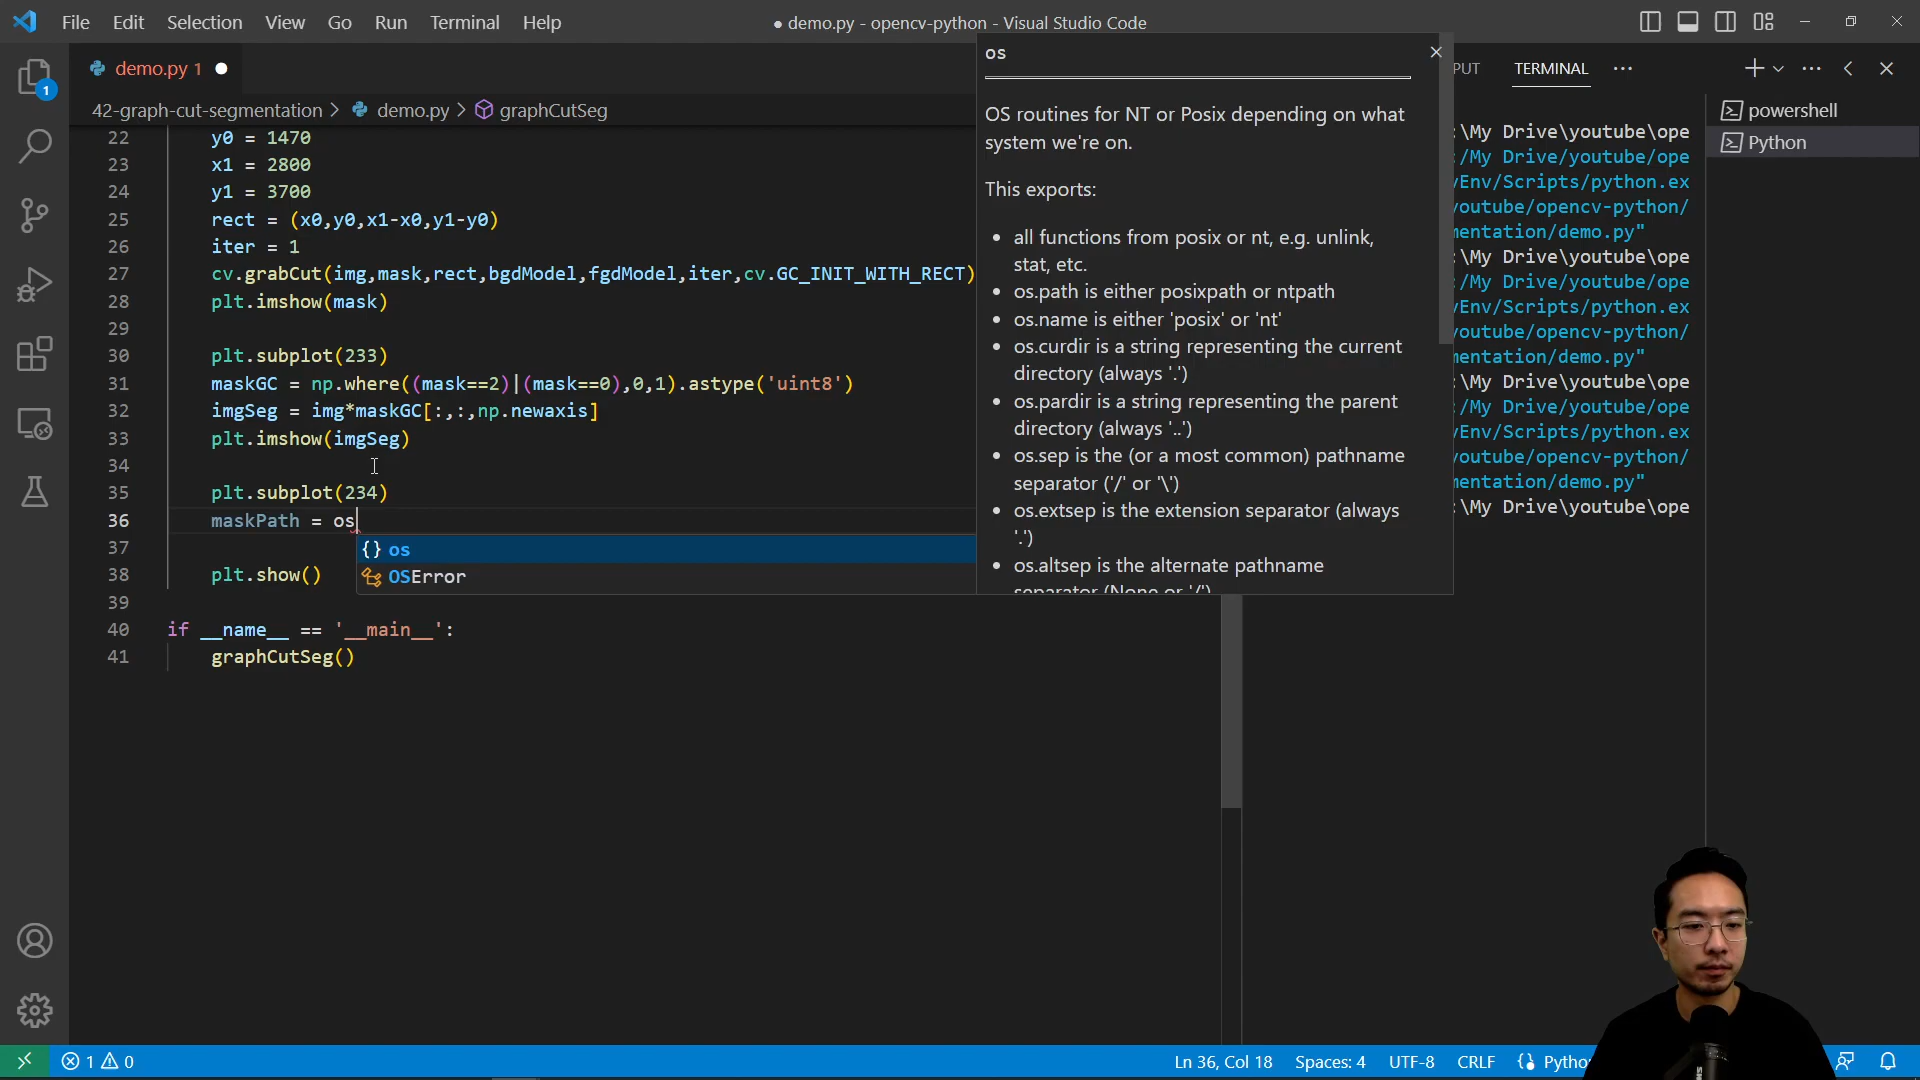 File Edit Selection View Go Run Terminal Help
● demo.py - opencv-python - Visual Studio Code
demo.py 1
42-graph-cut-segmentation > demo.py > graphCutSeg
1
22 y0 = 1470
23 x1 = 2800
24 y1 = 3700
25 rect = (x0,y0,x1-x0,y1-y0)
26 iter = 1
27 cv.grabCut(img,mask,rect,bgdModel,fgdModel,iter,cv.GC_INIT_WITH_RECT)
28 plt.imshow(mask)
29
30 plt.subplot(233)
31 maskGC = np.where((mask==2)|(mask==0),0,1).astype('uint8')
32 imgSeg = img*maskGC[:,:,np.newaxis]
33 plt.imshow(imgSeg)
34
35 plt.subplot(234)
36 maskPath = os
37
38 plt.show()
39
40 if __name__ == '__main__':
41 graphCutSeg()
{} os
OSError
os
OS routines for NT or Posix depending on what
system we're on.
This exports:
• all functions from posix or nt, e.g. unlink,
stat, etc.
• os.path is either posixpath or ntpath
• os.name is either 'posix' or 'nt'
• os.curdir is a string representing the current
directory (always '.')
• os.pardir is a string representing the parent
directory (always '..')
• os.sep is the (or a most common) pathname
separator ('/' or '\')
• os.extsep is the extension separator (always
'.')
• os.altsep is the alternate pathname
separator (None or '/')
PUT TERMINAL
:\My Drive\youtube\ope
:/My Drive/youtube/ope
yEnv/Scripts/python.ex
youtube/opencv-python/
mentation/demo.py"
:\My Drive\youtube\ope
:/My Drive/youtube/ope
yEnv/Scripts/python.ex
youtube/opencv-python/
mentation/demo.py"
:\My Drive\youtube\ope
:/My Drive/youtube/ope
yEnv/Scripts/python.ex
youtube/opencv-python/
mentation/demo.py"
:\My Drive\youtube\ope
powershell
Python
1 0
Ln 36, Col 18 Spaces: 4 UTF-8 CRLF Pytho